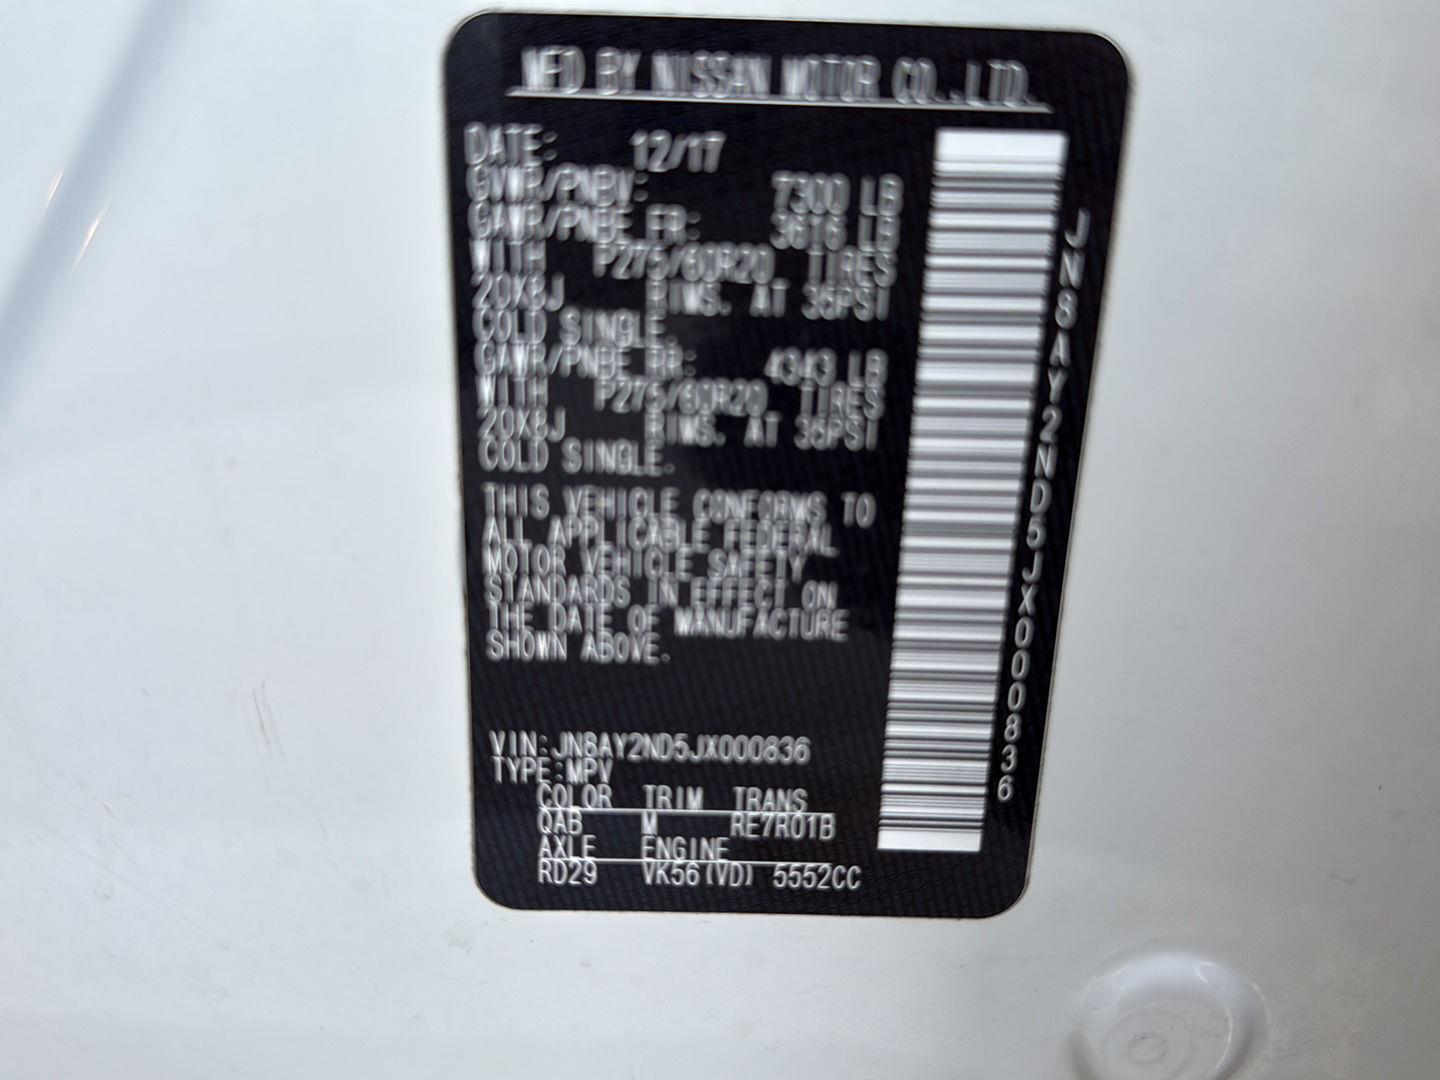 MFD BY NISSAN MOTOR CO.,LTD.
DATE: 12/17
GVWR/PNBV: 7300 LB
GAWR/PNBE FR: 3616 LB
WITH P275/60R20 TIRES
20X8J RIMS. AT 35PSI
COLD SINGLE.
GAWR/PNBE RR: 4343 LB
WITH P275/60R20 TIRES
20X8J RIMS. AT 35PSI
COLD SINGLE.
THIS VEHICLE CONFORMS TO
ALL APPLICABLE FEDERAL
MOTOR VEHICLE SAFETY
STANDARDS IN EFFECT ON
THE DATE OF MANUFACTURE
SHOWN ABOVE.
VIN:JN8AY2ND5JX000836
TYPE:MPV
COLOR TRIM TRANS
QAB M RE7R01B
AXLE ENGINE
RD29 VK56(VD) 5552CC
JN8AY2ND5JX000836